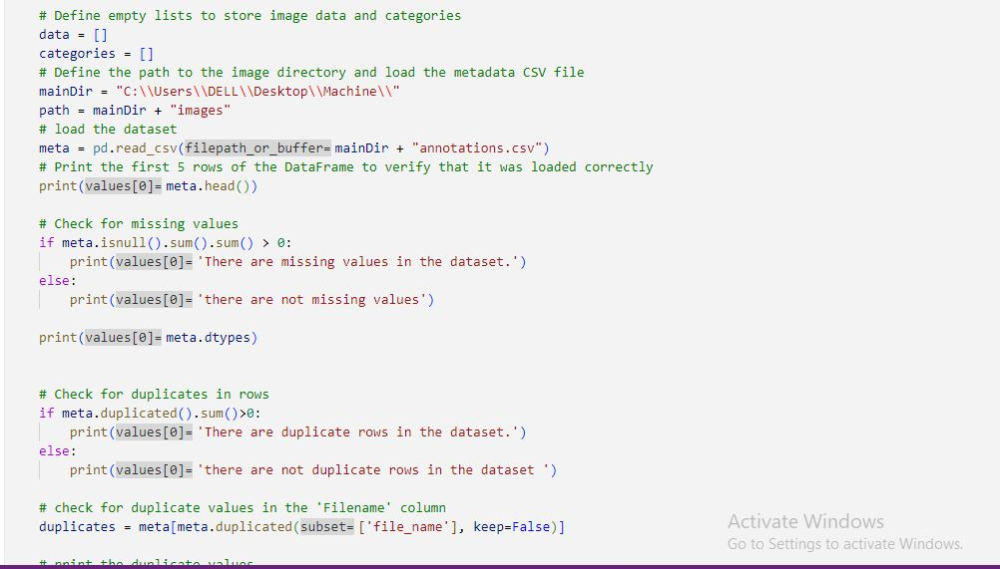 # Define empty lists to store image data and categories
data = []
categories = []
# Define the path to the image directory and load the metadata CSV file
mainDir = "C:\\Users\\DELL\\Desktop\\Machine\\"
path = mainDir + "images"
# load the dataset
meta = pd.read_csv(filepath_or_buffer= mainDir + "annotations.csv")
# Print the first 5 rows of the DataFrame to verify that it was loaded correctly
print(values[0]= meta.head())
# Check for missing values
if meta.isnull().sum().sum() > 0:
    print(values[0]= 'There are missing values in the dataset.')
else:
    print(values[0]= 'there are not missing values')
print(values[0]= meta.dtypes)
# Check for duplicates in rows
if meta.duplicated().sum()>0:
    print(values[0]= 'There are duplicate rows in the dataset.')
else:
    print(values[0]= 'there are not duplicate rows in the dataset ')
# check for duplicate values in the 'Filename' column
duplicates = meta[meta.duplicated(subset= ['file_name'], keep=False)]
Activate Windows
Go to Settings to activate Windows.
# print the duplicate values